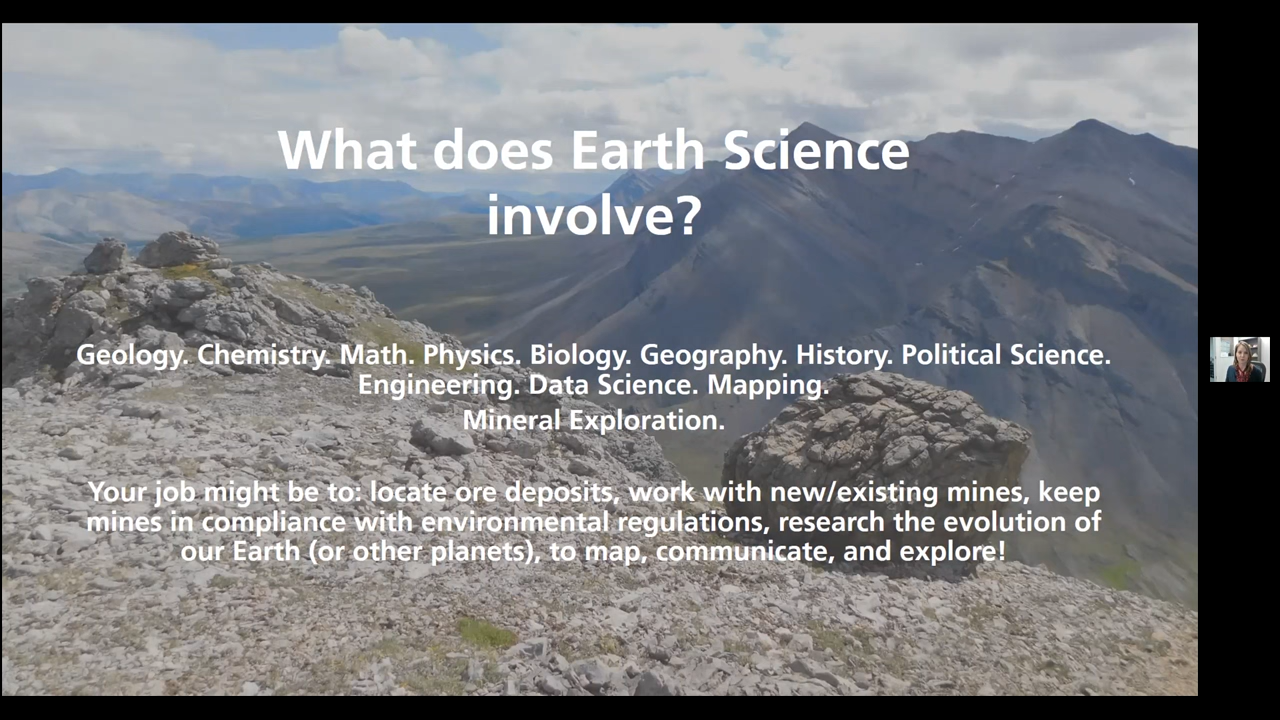 What does Earth Science
involve?
Geology. Chemistry. Math. Physics. Biology. Geography. History. Political Science.
Engineering. Data Science. Mapping.
Mineral Exploration.
Your job might be to: locate ore deposits, work with new/existing mines, keep
mines in compliance with environmental regulations, research the evolution of
our Earth (or other planets), to map, communicate, and explore!